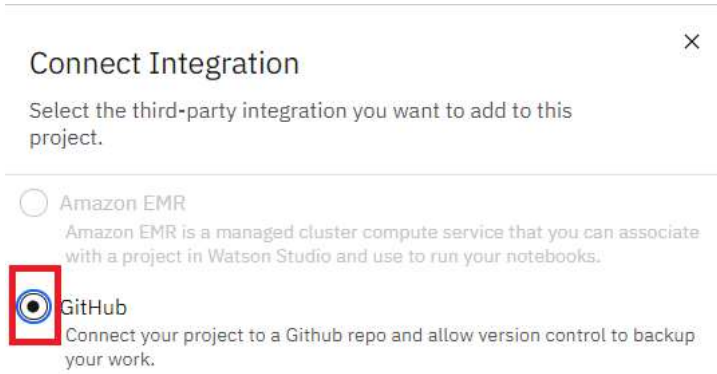 Connect Integration
Select the third-party integration you want to add to this
project.
Amazon EMR
Amazon EMR is a managed cluster compute service that you can associate
with a project in Watson Studio and use to run your notebooks.
GitHub
Connect your project to a Github repo and allow version control to backup
your work.